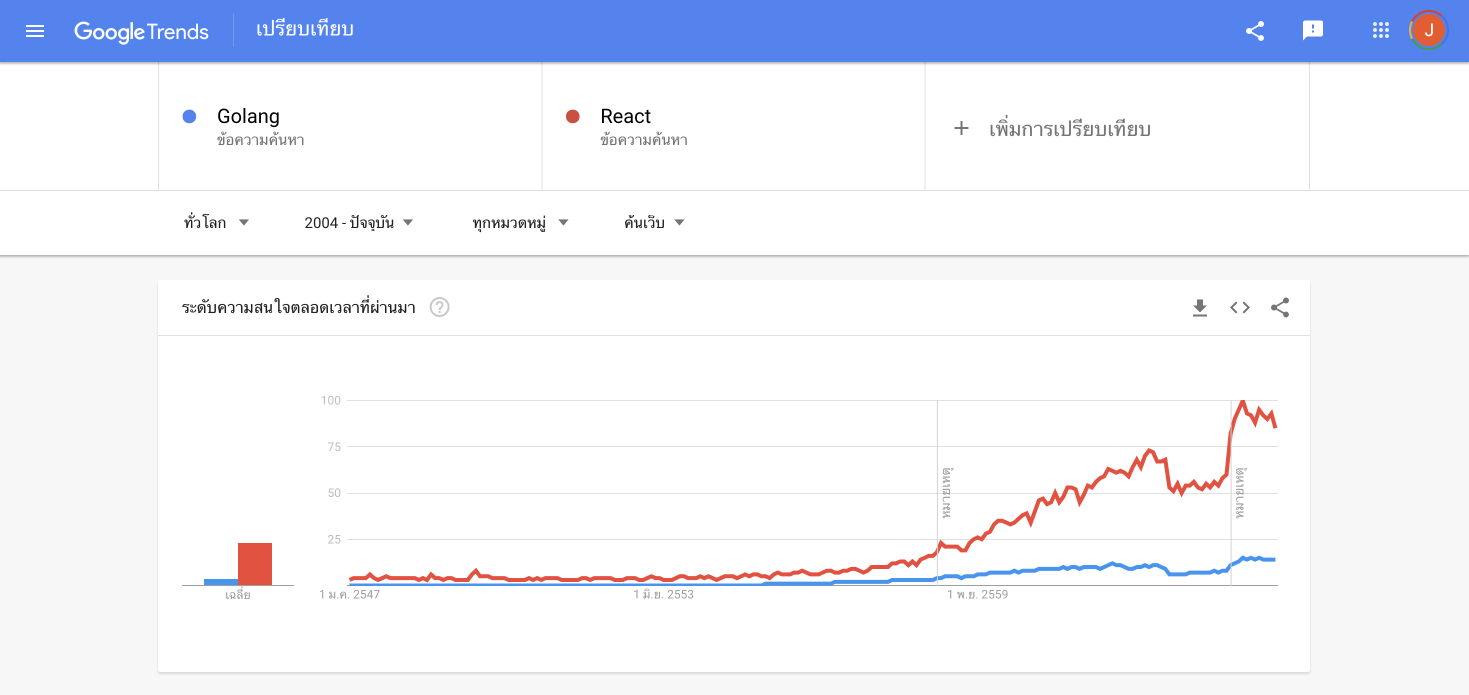 Google Trends เปรียบเทียบ
J
Golang
ข้อความค้นหา
React
ข้อความค้นหา
+ เพิ่มการเปรียบเทียบ
ทั่วโลก
2004 - ปัจจุบัน
ทุกหมวดหมู่
ค้นเว็บ
ระดับความสนใจตลอดเวลาที่ผ่านมา
100
75
50
25
หมายเหตุ
หมายเหตุ
เฉลี่ย
1 ม.ค. 2547
1 มิ.ย. 2553
1 พ.ย. 2559